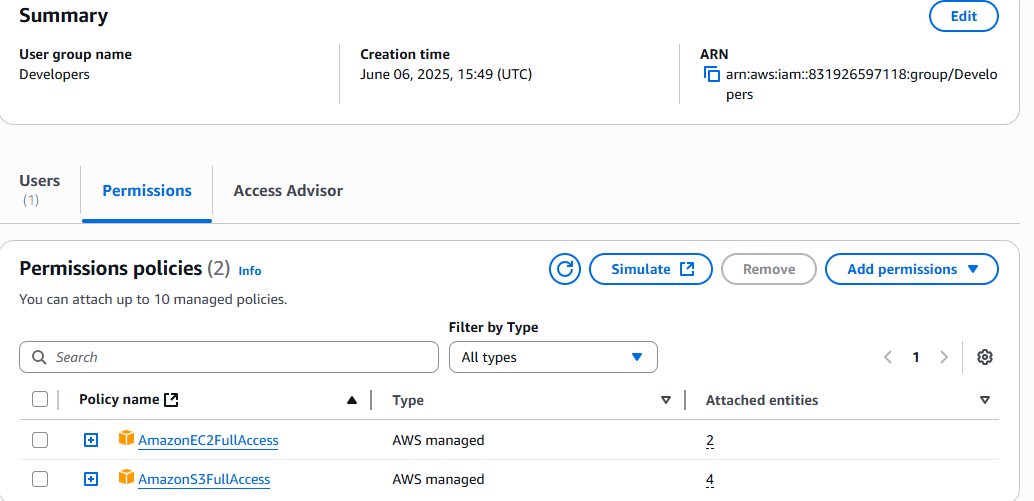 Summary
Edit
User group name
Developers
Creation time
June 06, 2025, 15:49 (UTC)
ARN
arn:aws:iam::831926597118:group/Develo
pers
Users
(1)
Permissions
Access Advisor
Permissions policies (2) Info
Simulate
Remove
Add permissions
You can attach up to 10 managed policies.
Filter by Type
Search
All types
1
Policy name
Type
Attached entities
AmazonEC2FullAccess
AWS managed
2
AmazonS3FullAccess
AWS managed
4